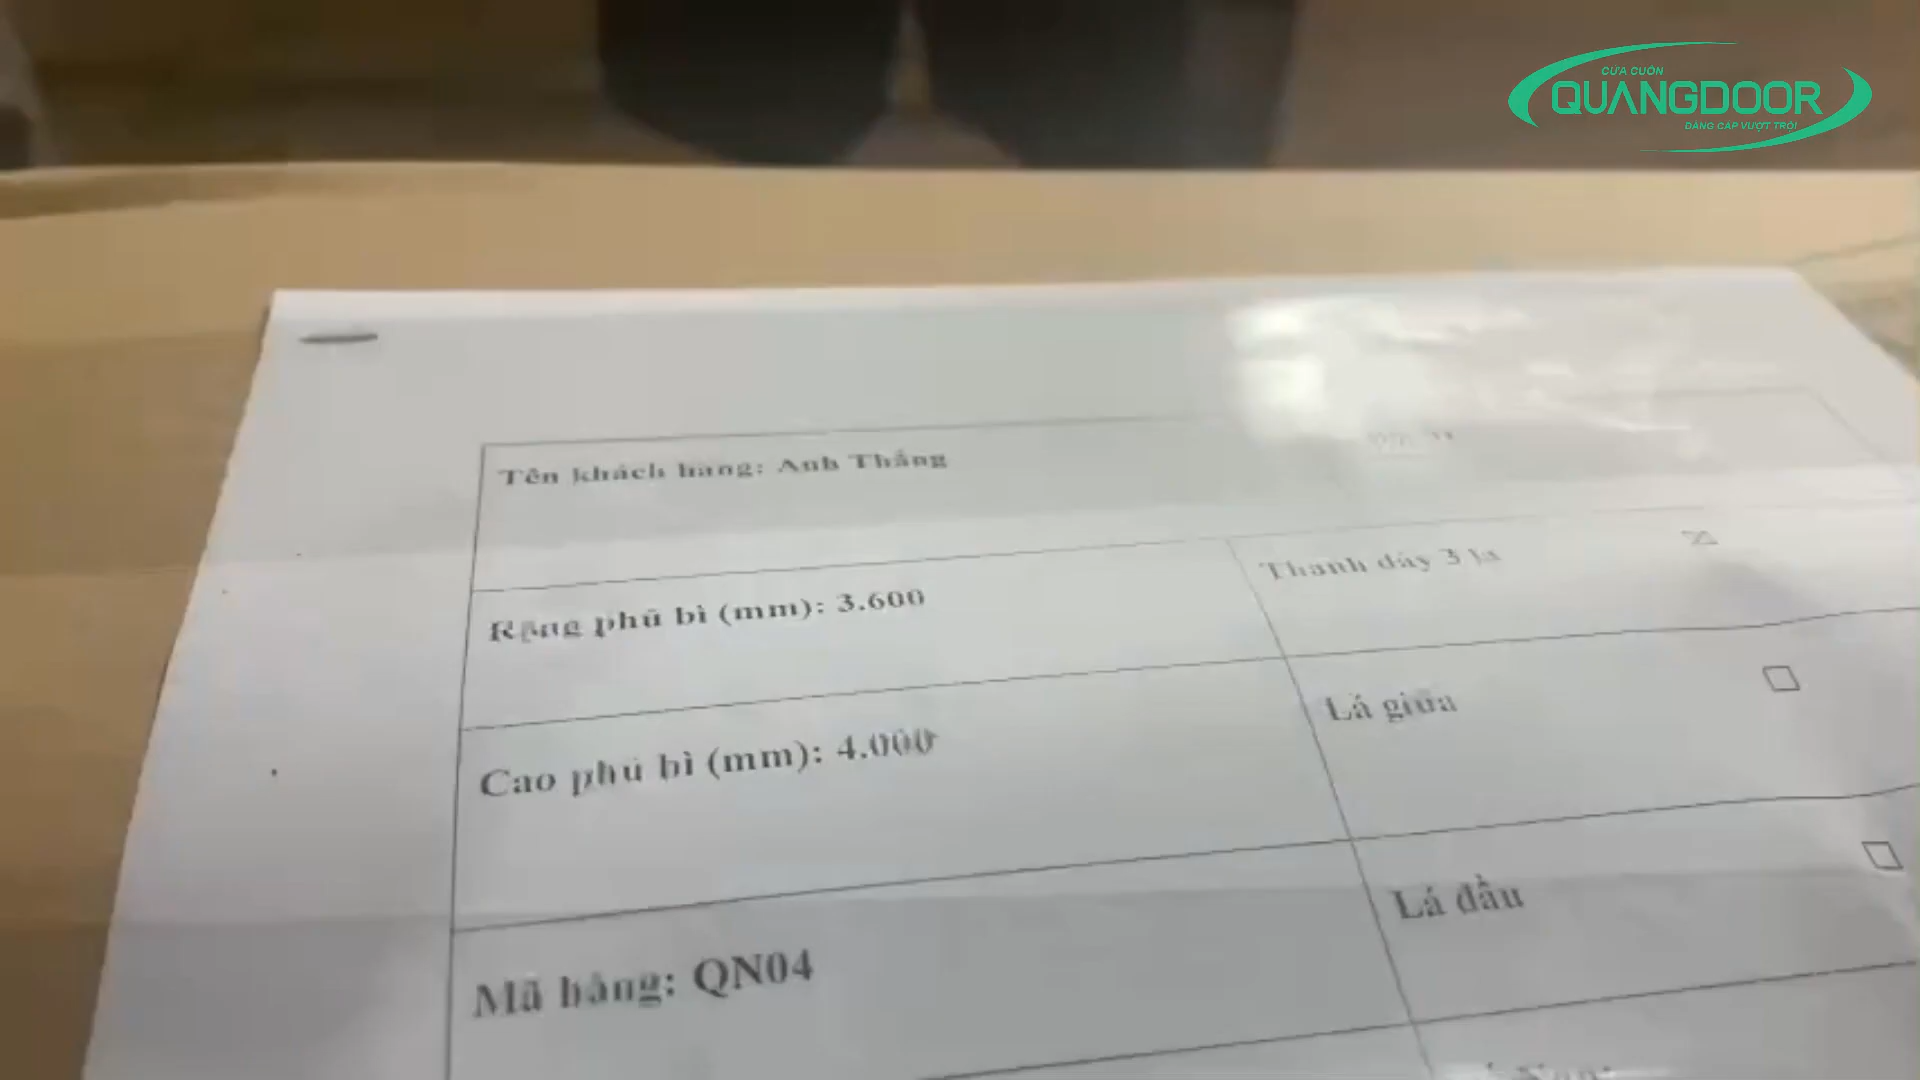 CỬA CUỐN
QUANGDOOR
ĐẲNG CẤP VƯỢT TRỘI
Tên khách hàng: Anh Thắng
Rộng phủ bì (mm): 3.600
Thanh đáy 3 lá
Cao phủ bì (mm): 4.000
Lá giữa
Mã hàng: QN04
Lá đầu